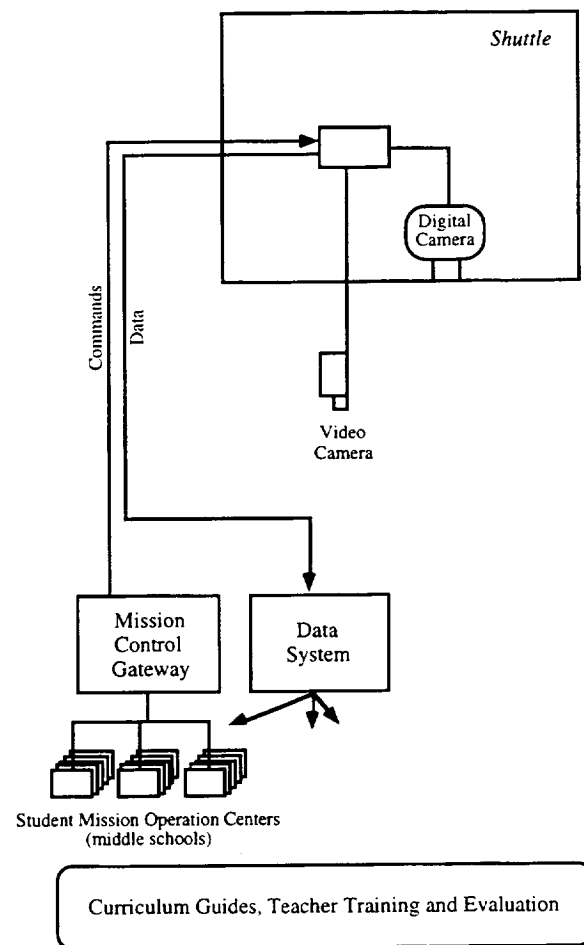 Shuttle
Digital
Camera
Commands
Data
Video
Camera
Mission
Control
Gateway
Data
System
Student Mission Operation Centers
(middle schools)
Curriculum Guides, Teacher Training and Evaluation